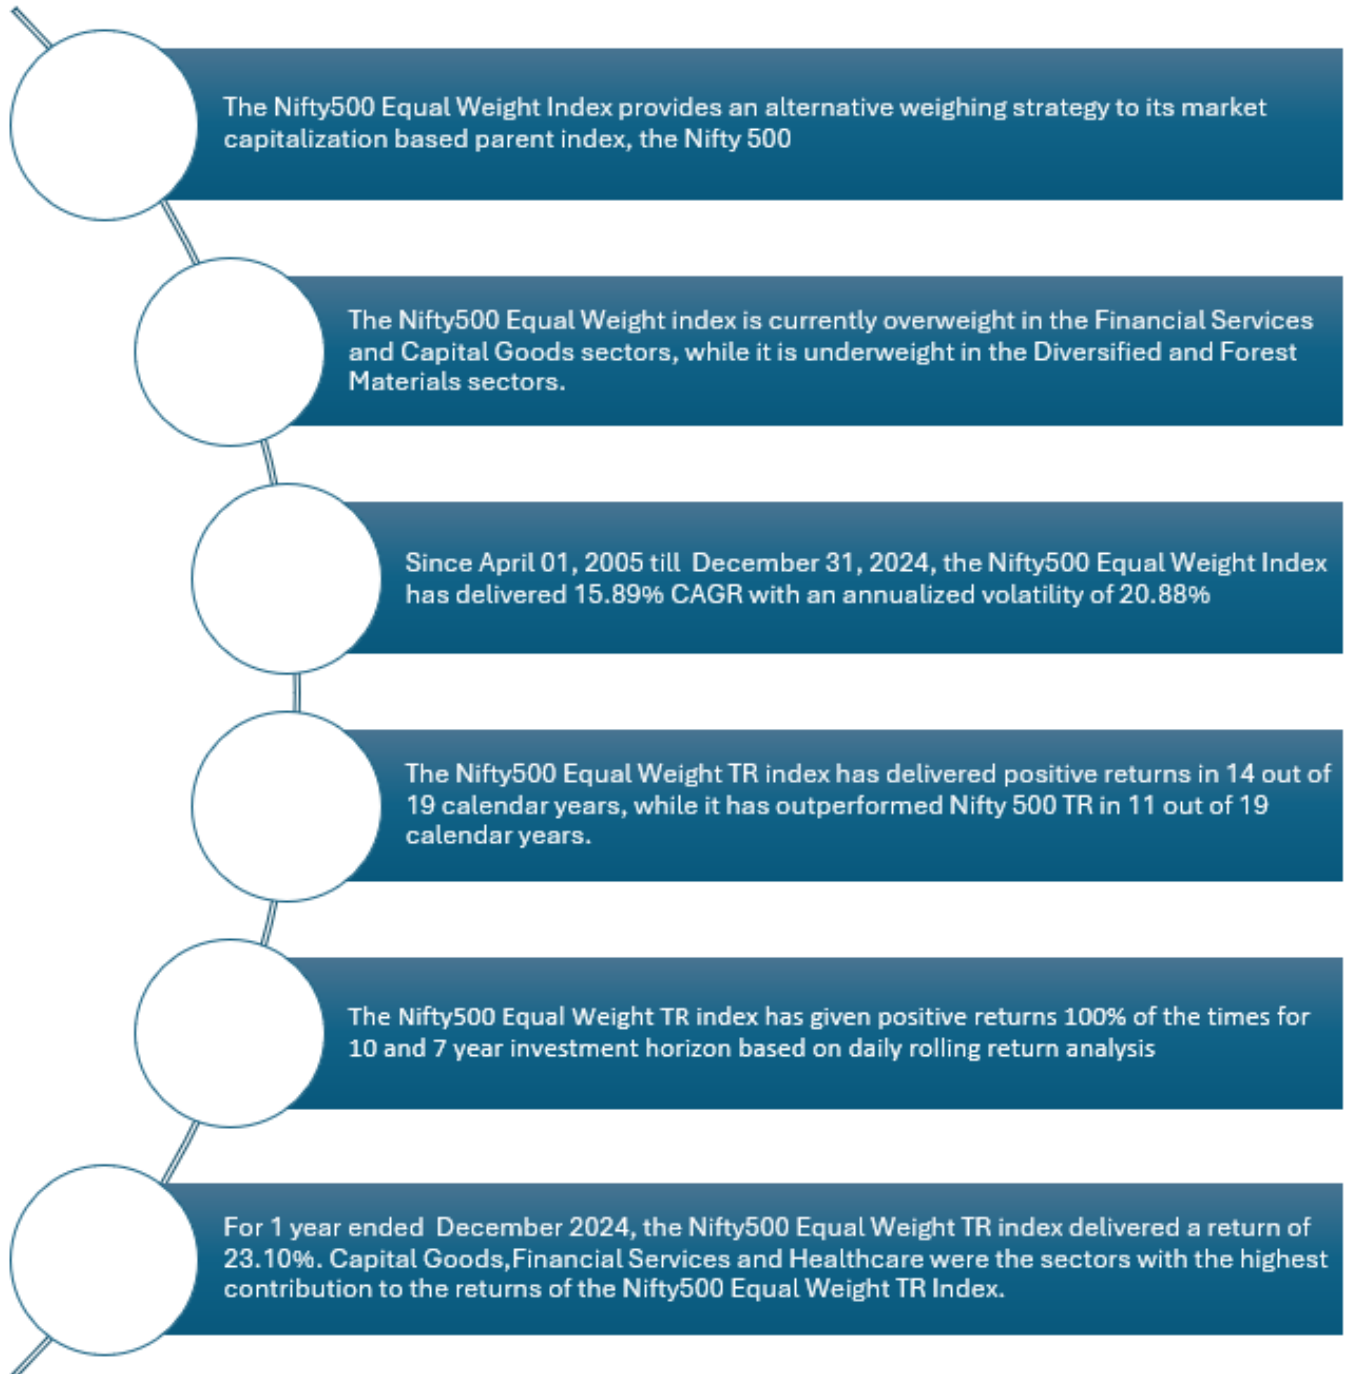 The Nifty500 Equal Weight Index provides an alternative weighing strategy to its market
capitalization based parent index, the Nifty 500
The Nifty500 Equal Weight index is currently overweight in the Financial Services
and Capital Goods sectors, while it is underweight in the Diversified and Forest
Materials sectors.
Since April 01, 2005 till  December 31, 2024, the Nifty500 Equal Weight Index
has delivered 15.89% CAGR with an annualized volatility of 20.88%
The Nifty500 Equal Weight TR index has delivered positive returns in 14 out of
19 calendar years, while it has outperformed Nifty 500 TR in 11 out of 19
calendar years.
The Nifty500 Equal Weight TR index has given positive returns 100% of the times for
10 and 7 year investment horizon based on daily rolling return analysis
For 1 year ended  December 2024, the Nifty500 Equal Weight TR index delivered a return of
23.10%. Capital Goods,Financial Services and Healthcare were the sectors with the highest
contribution to the returns of the Nifty500 Equal Weight TR Index.